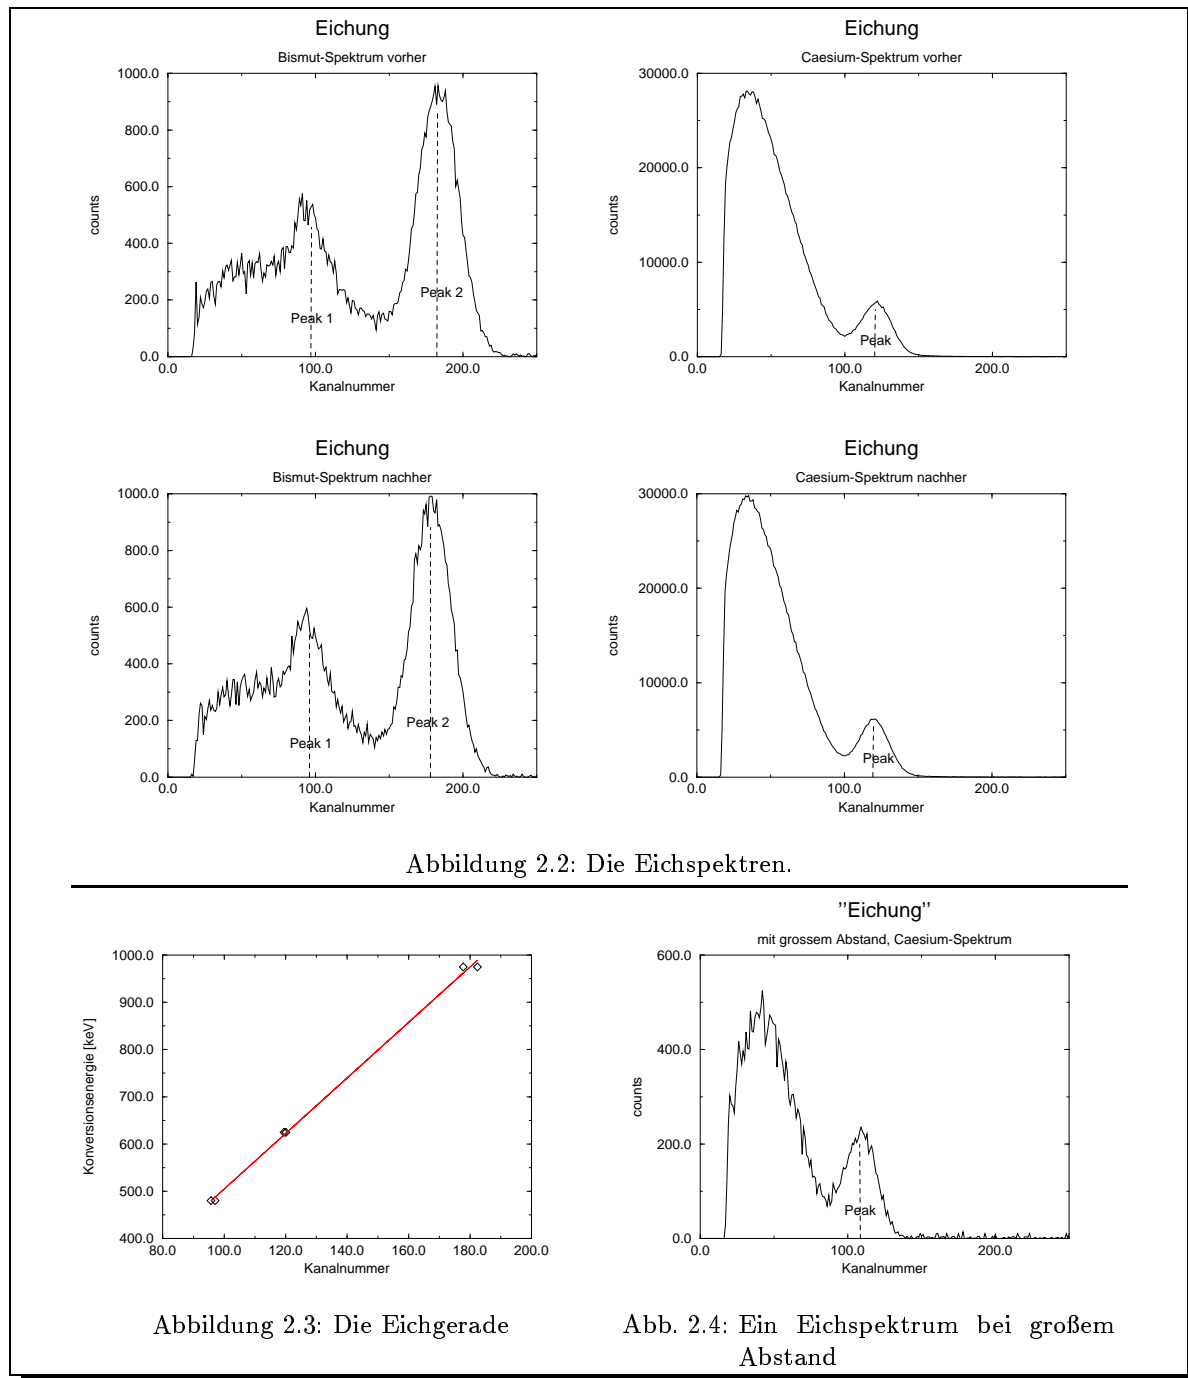 Eichung
Bismut-Spektrum vorher
1000.0
800.0
600.0
400.0
200.0
0.0
counts
Peak 1
Peak 2
0.0 100.0 200.0
Kanalnummer
Eichung
Caesium-Spektrum vorher
30000.0
20000.0
10000.0
0.0
counts
Peak
0.0 100.0 200.0
Kanalnummer
Eichung
Bismut-Spektrum nachher
1000.0
800.0
600.0
400.0
200.0
0.0
counts
Peak 1
Peak 2
0.0 100.0 200.0
Kanalnummer
Eichung
Caesium-Spektrum nachher
30000.0
20000.0
10000.0
0.0
counts
Peak
0.0 100.0 200.0
Kanalnummer
Abbildung 2.2: Die Eichspektren.
1000.0
900.0
800.0
700.0
600.0
500.0
400.0
Konversionsenergie [keV]
80.0 100.0 120.0 140.0 160.0 180.0 200.0
Kanalnummer
Abbildung 2.3: Die Eichgerade
''Eichung''
mit grossem Abstand, Caesium-Spektrum
600.0
400.0
200.0
0.0
counts
Peak
0.0 100.0 200.0
Kanalnummer
Abb. 2.4: Ein Eichspektrum bei großem
Abstand